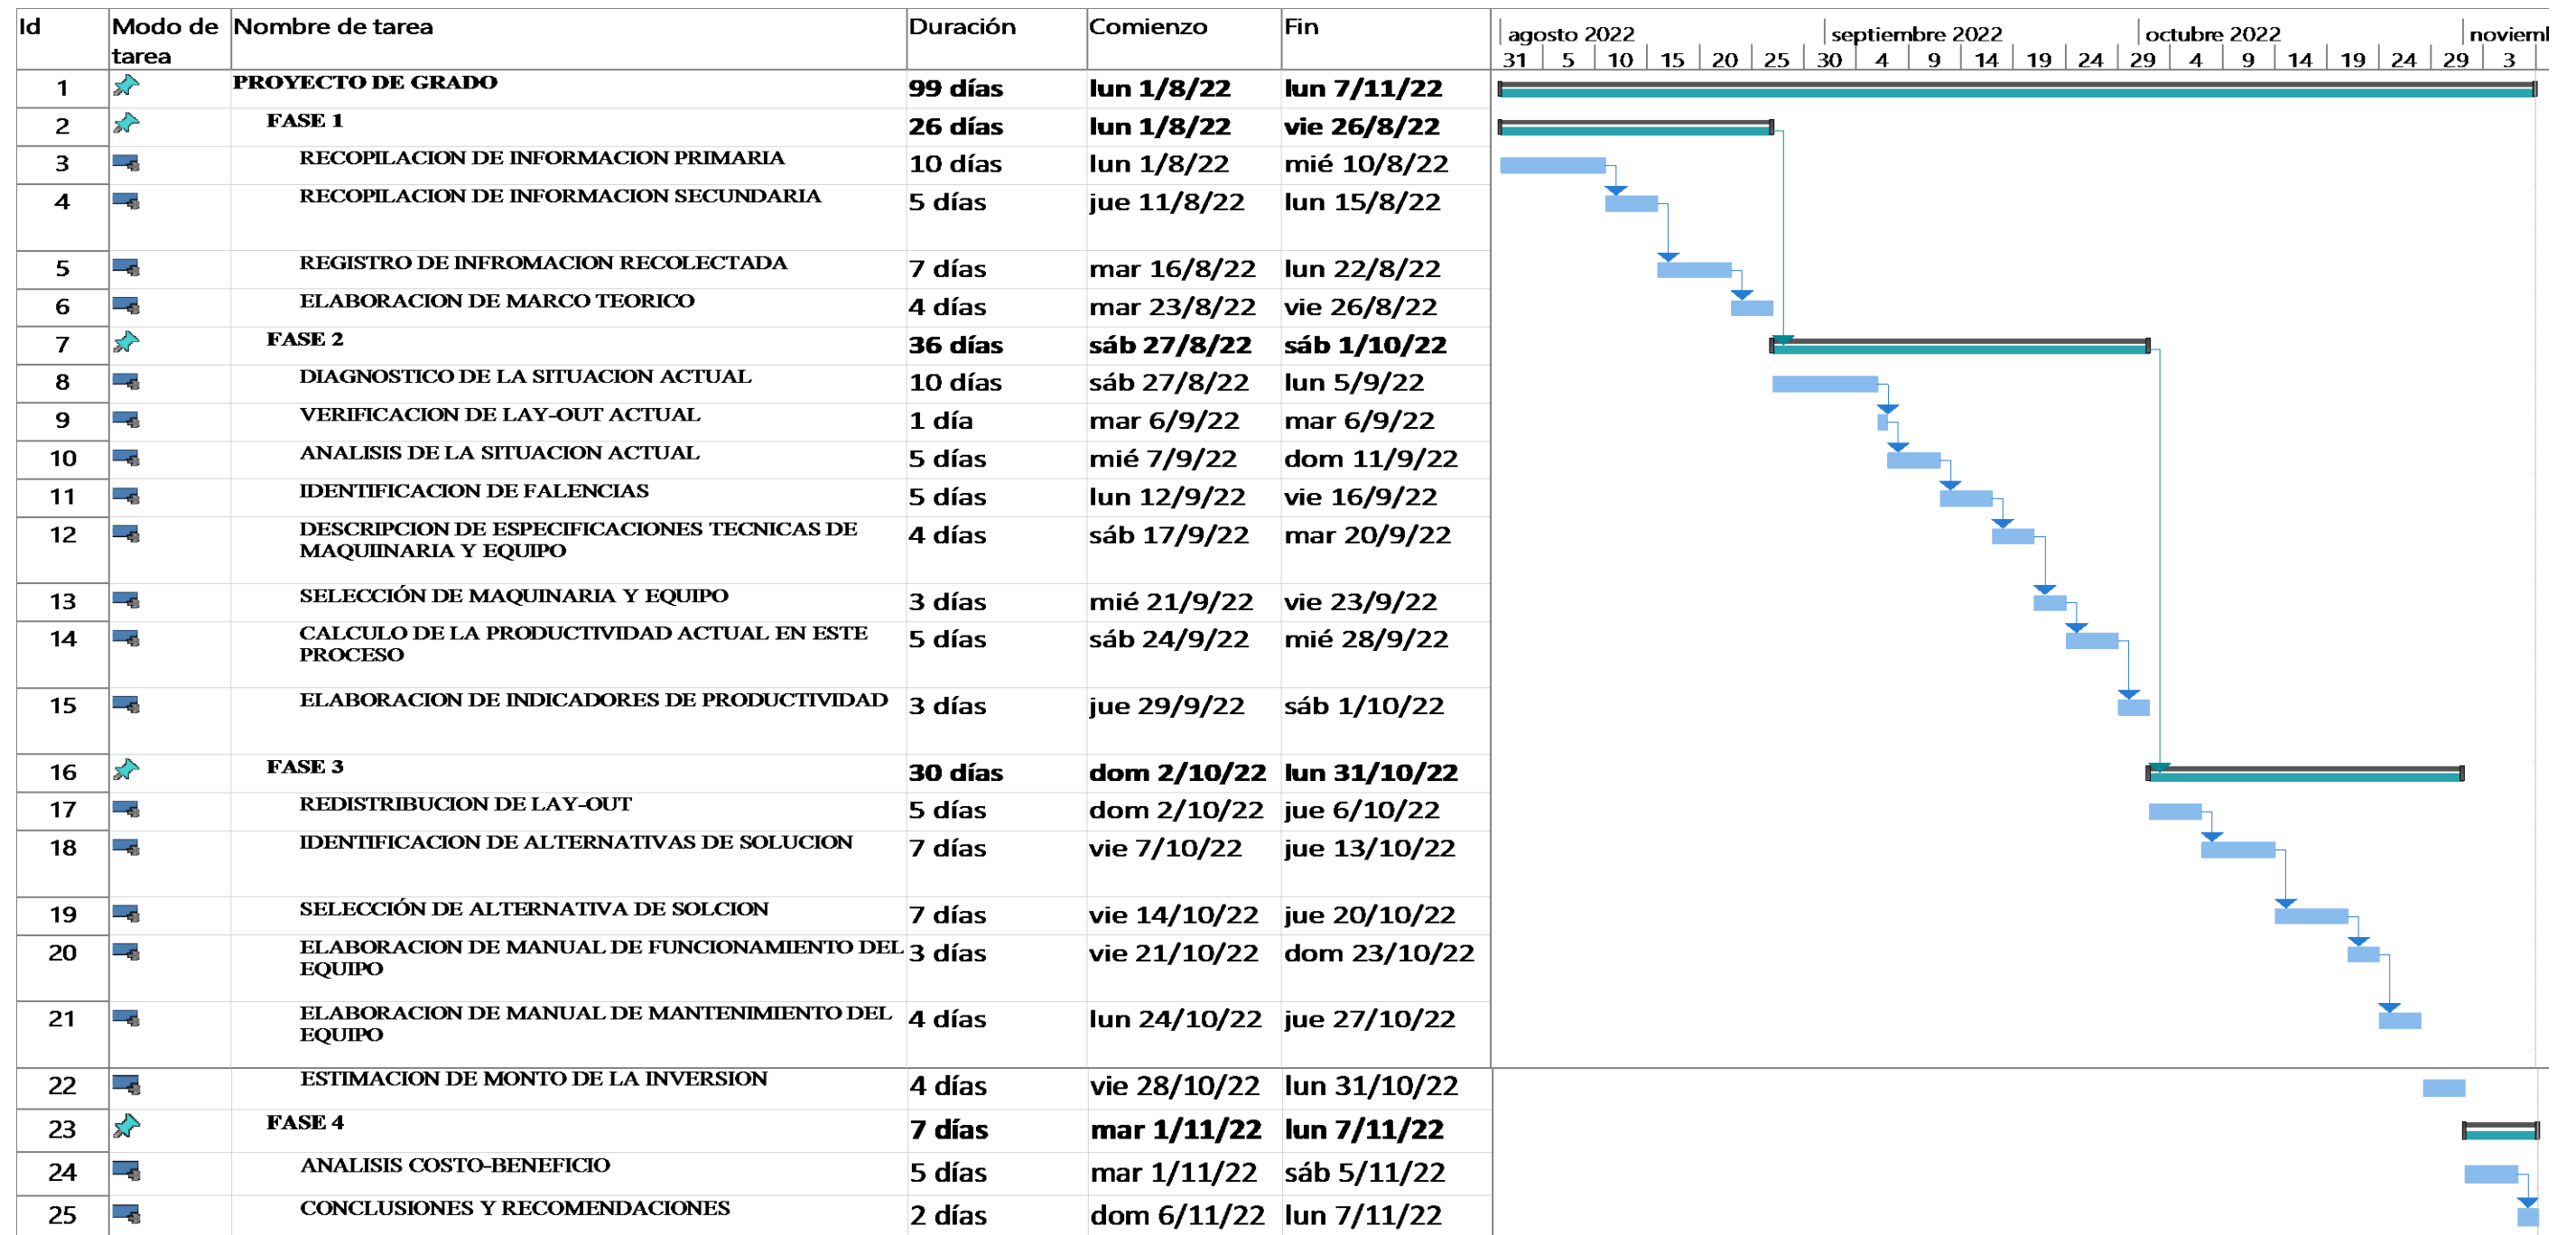 Id Modo de tarea Nombre de tarea Duración Comienzo Fin
agosto 2022 septiembre 2022 octubre 2022 noviemb
31 5 10 15 20 25 30 4 9 14 19 24 29 4 9 14 19 24 29 3
1 PROYECTO DE GRADO 99 días lun 1/8/22 lun 7/11/22
2 FASE 1 26 días lun 1/8/22 vie 26/8/22
3 RECOPILACION DE INFORMACION PRIMARIA 10 días lun 1/8/22 mié 10/8/22
4 RECOPILACION DE INFORMACION SECUNDARIA 5 días jue 11/8/22 lun 15/8/22
5 REGISTRO DE INFROMACION RECOLECTADA 7 días mar 16/8/22 lun 22/8/22
6 ELABORACION DE MARCO TEORICO 4 días mar 23/8/22 vie 26/8/22
7 FASE 2 36 días sáb 27/8/22 sáb 1/10/22
8 DIAGNOSTICO DE LA SITUACION ACTUAL 10 días sáb 27/8/22 lun 5/9/22
9 VERIFICACION DE LAY-OUT ACTUAL 1 día mar 6/9/22 mar 6/9/22
10 ANALISIS DE LA SITUACION ACTUAL 5 días mié 7/9/22 dom 11/9/22
11 IDENTIFICACION DE FALENCIAS 5 días lun 12/9/22 vie 16/9/22
12 DESCRIPCION DE ESPECIFICACIONES TECNICAS DE MAQUIINARIA Y EQUIPO 4 días sáb 17/9/22 mar 20/9/22
13 SELECCIÓN DE MAQUINARIA Y EQUIPO 3 días mié 21/9/22 vie 23/9/22
14 CALCULO DE LA PRODUCTIVIDAD ACTUAL EN ESTE PROCESO 5 días sáb 24/9/22 mié 28/9/22
15 ELABORACION DE INDICADORES DE PRODUCTIVIDAD 3 días jue 29/9/22 sáb 1/10/22
16 FASE 3 30 días dom 2/10/22 lun 31/10/22
17 REDISTRIBUCION DE LAY-OUT 5 días dom 2/10/22 jue 6/10/22
18 IDENTIFICACION DE ALTERNATIVAS DE SOLUCION 7 días vie 7/10/22 jue 13/10/22
19 SELECCIÓN DE ALTERNATIVA DE SOLCION 7 días vie 14/10/22 jue 20/10/22
20 ELABORACION DE MANUAL DE FUNCIONAMIENTO DEL EQUIPO 3 días vie 21/10/22 dom 23/10/22
21 ELABORACION DE MANUAL DE MANTENIMIENTO DEL EQUIPO 4 días lun 24/10/22 jue 27/10/22
22 ESTIMACION DE MONTO DE LA INVERSION 4 días vie 28/10/22 lun 31/10/22
23 FASE 4 7 días mar 1/11/22 lun 7/11/22
24 ANALISIS COSTO-BENEFICIO 5 días mar 1/11/22 sáb 5/11/22
25 CONCLUSIONES Y RECOMENDACIONES 2 días dom 6/11/22 lun 7/11/22